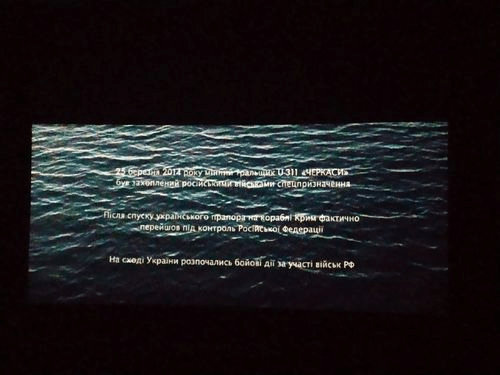 25 березня 2014 року мінний тральщик U-311 «ЧЕРКАСИ»
був захоплений російськими військами спецпризначення
Після спуску українського прапора на кораблі Крим фактично
перейшов під контроль Російської Федерації
На сході України розпочались бойові дії за участі військ РФ